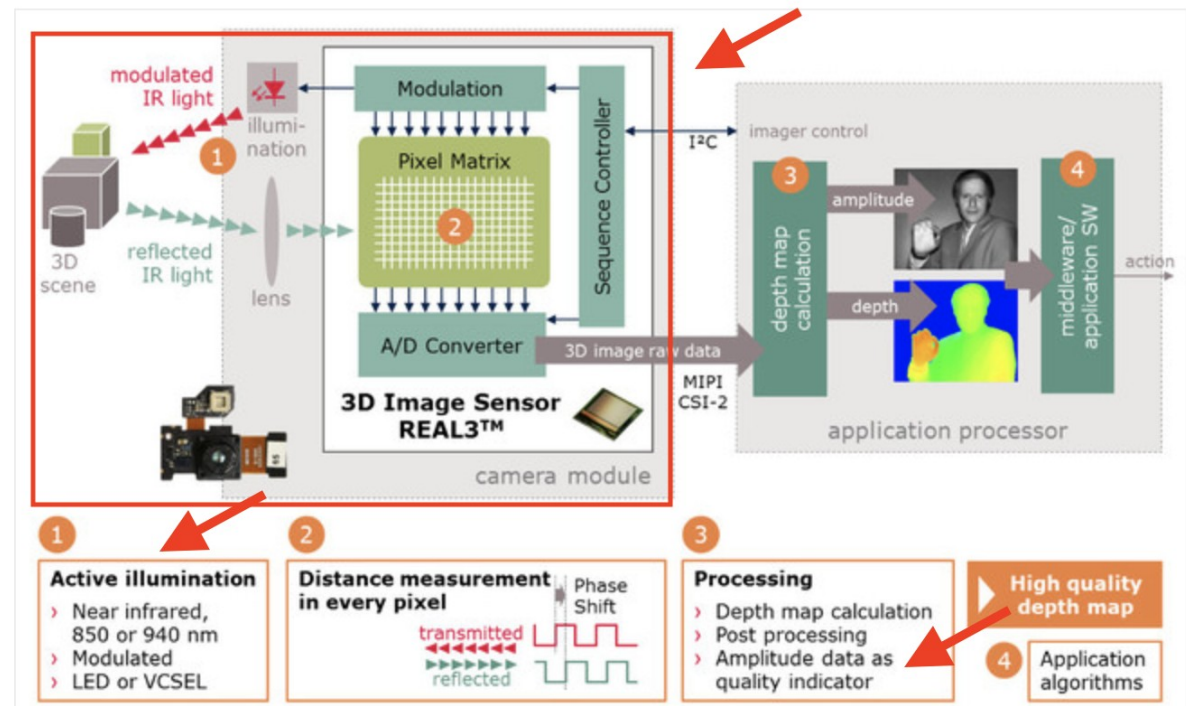 modulated
IR light
illumi-
nation
1
3D
scene
reflected
IR light
lens
Modulation
Pixel Matrix
2
Sequence Controller
A/D Converter
3D Image Sensor
REAL3™
camera module
I²C
3D image raw data
MIPI
CSI-2
imager control
3
depth map
calculation
amplitude
depth
4
middleware/
application SW
action
application processor
1
Active illumination
› Near infrared,
850 or 940 nm
› Modulated
› LED or VCSEL
2
Distance measurement
in every pixel
Phase
Shift
transmitted
reflected
3
Processing
› Depth map calculation
› Post processing
› Amplitude data as
quality indicator
High quality
depth map
4
Application
algorithms